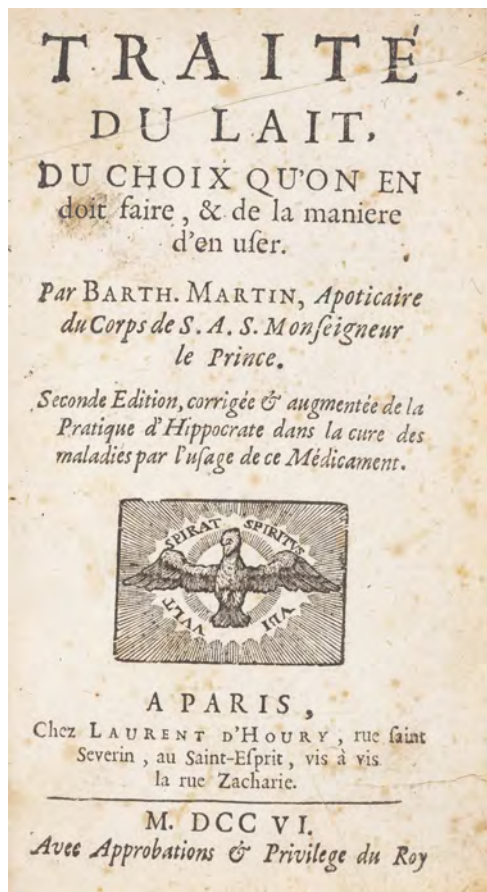 TRAITÉ
DU LAIT,
DU CHOIX QU'ON EN
doit faire, & de la maniere
d'en uſer.
Par BARTH. MARTIN, Apoticaire
du Corps de S. A. S. Monſeigneur
le Prince.
Seconde Edition, corrigée & augmentée de la
Pratique d'Hippocrate dans la cure des
maladies par l'uſage de ce Médicament.
SPIRAT SPIRITUS
VULT UBI
A PARIS,
Chez LAURENT D'HOURY, rue ſaint
Severin, au Saint-Eſprit, vis à vis
la rue Zacharie.
M. DCC VI.
Avec Approbations & Privilege du Roy